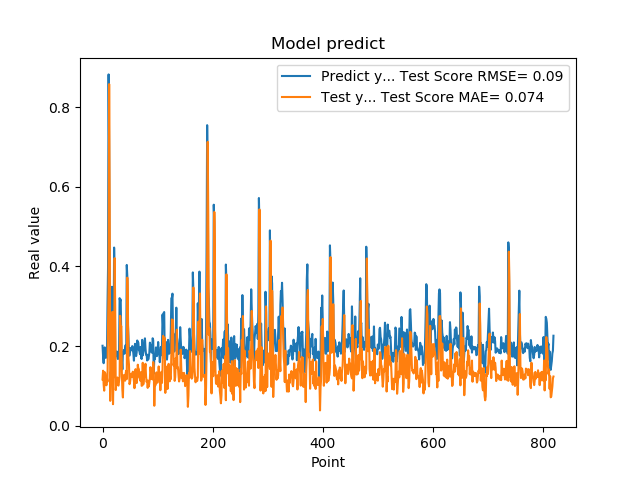 Model predict
Predict y... Test Score RMSE= 0.09
Test y... Test Score MAE= 0.074
Real value
0.8
0.6
0.4
0.2
0.0
0 200 400 600 800
Point